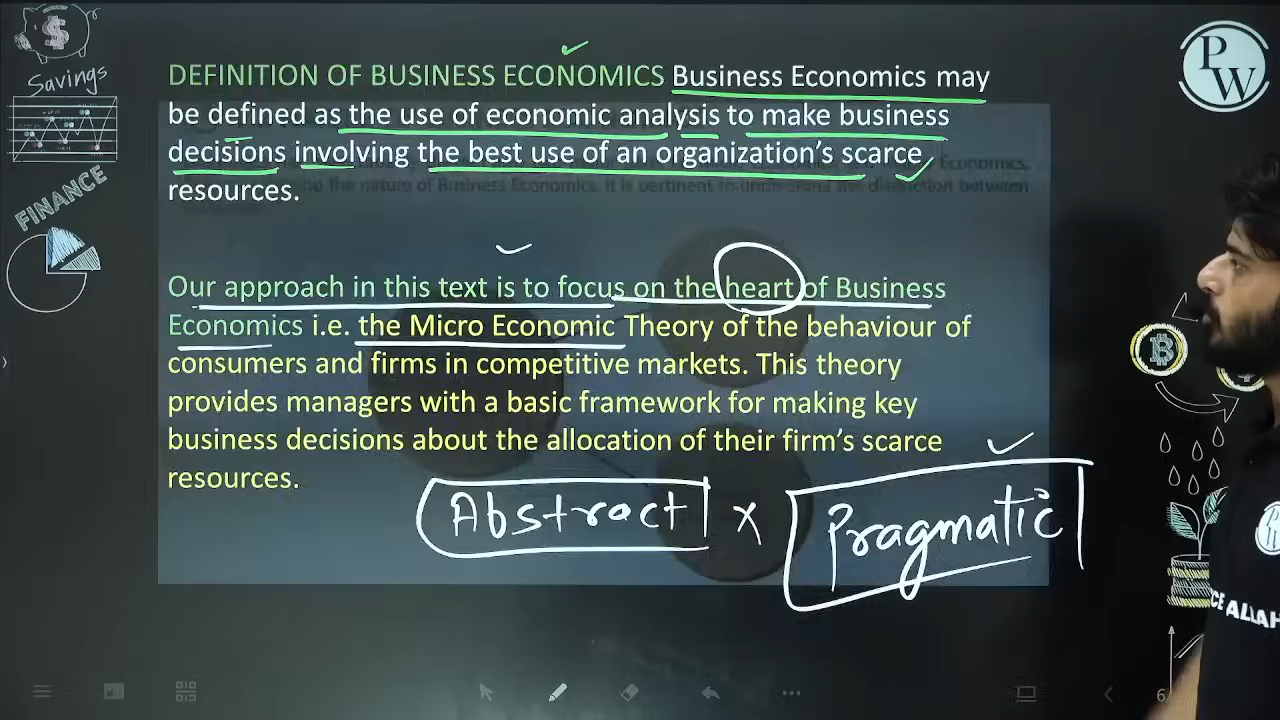 Savings
FINANCE
PW
DEFINITION OF BUSINESS ECONOMICS Business Economics may
be defined as the use of economic analysis to make business
decisions involving the best use of an organization's scarce
resources.
Our approach in this text is to focus on the heart of Business
Economics i.e. the Micro Economic Theory of the behaviour of
consumers and firms in competitive markets. This theory
provides managers with a basic framework for making key
business decisions about the allocation of their firm's scarce
resources.
Abstract x Pragmatic
6